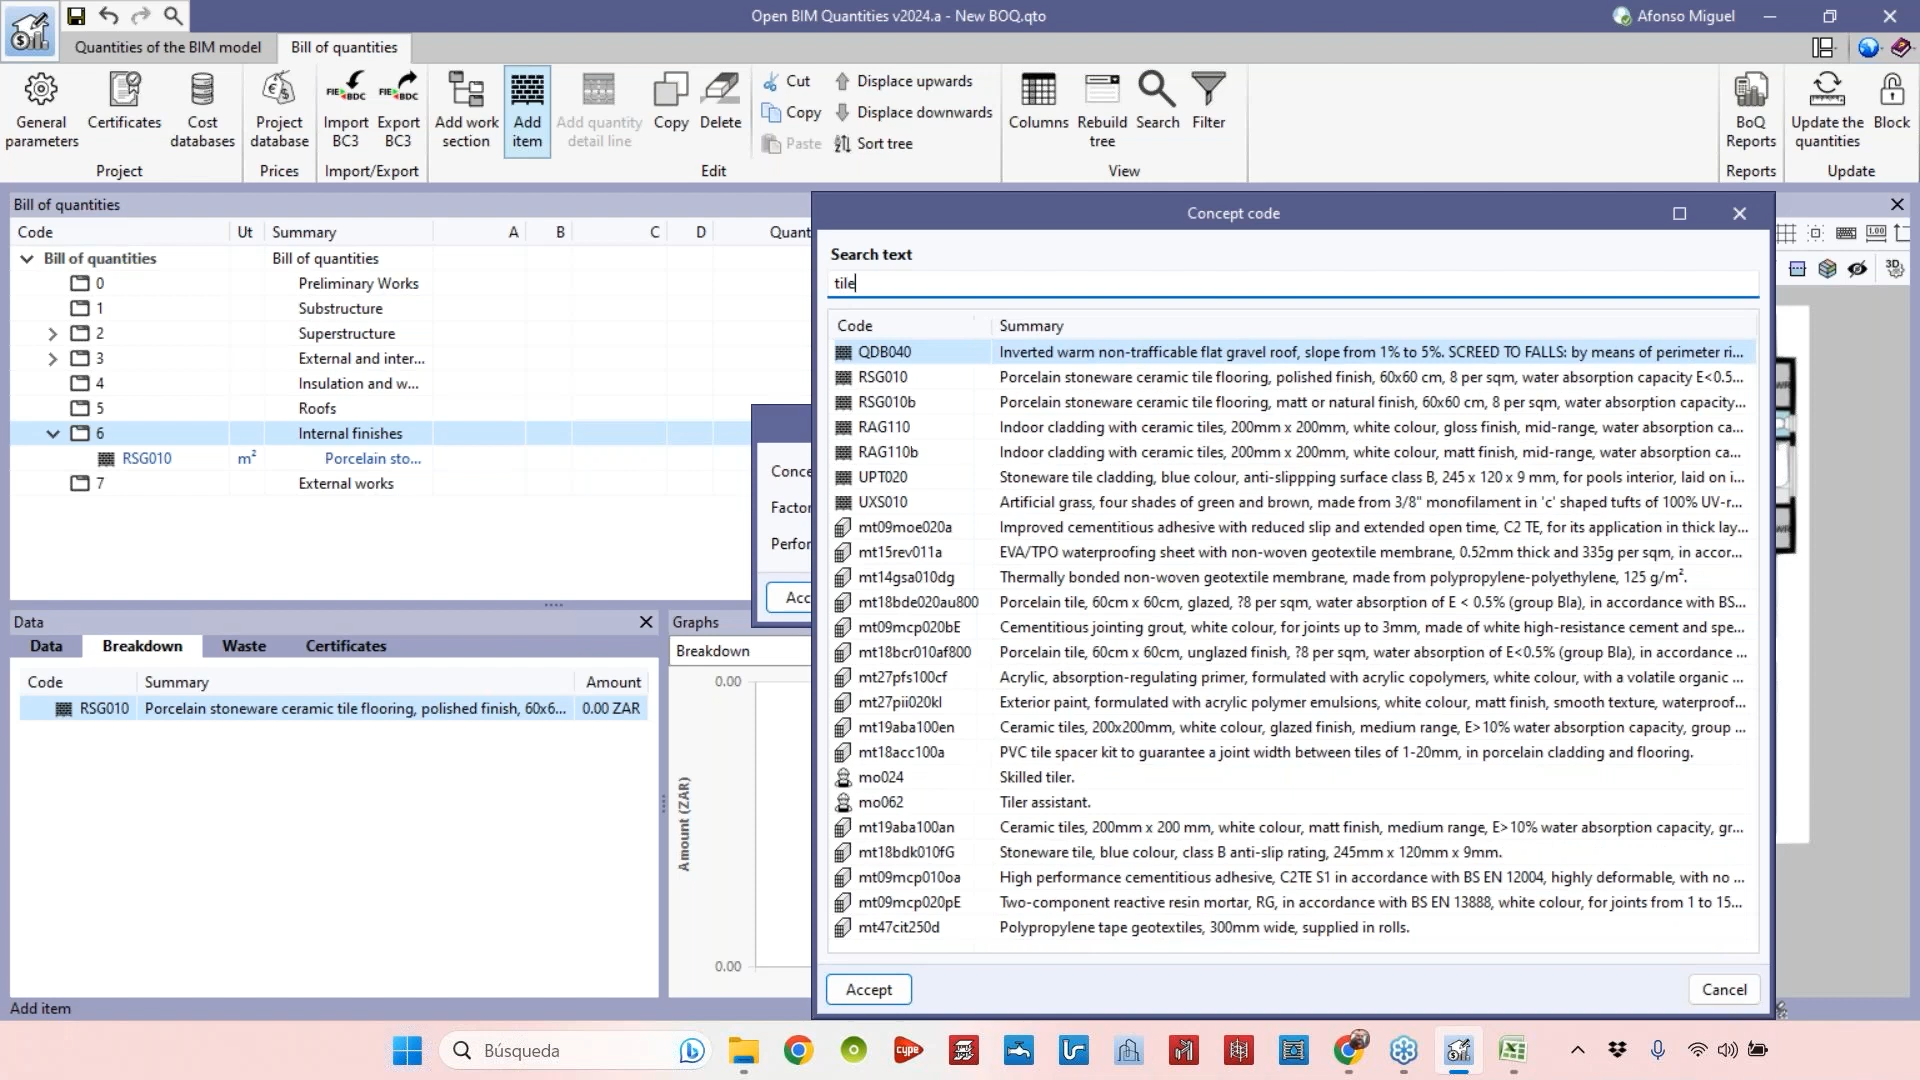 Open BIM Quantities v2024.a - New BOQ.qto
Afonso Miguel
Quantities of the BIM model
Bill of quantities
General parameters
Certificates
Cost databases
Project
Project database
Prices
FIE BDC
Import BC3
FIE BDC
Export BC3
Import/Export
Add work section
Add item
Add quantity detail line
Copy
Delete
Cut
Copy
Paste
Displace upwards
Displace downwards
Sort tree
Edit
Columns
Rebuild tree
Search
Filter
View
BoQ Reports
Reports
Update the quantities
Block
Update
Bill of quantities
Code Ut Summary A B C D Quant
Bill of quantities Bill of quantities
0 Preliminary Works
1 Substructure
2 Superstructure
3 External and inter...
4 Insulation and w...
5 Roofs
6 Internal finishes
RSG010 m² Porcelain sto...
7 External works
Conce
Factor
Perfor
Acc
Data
Data Breakdown Waste Certificates
Code Summary Amount
RSG010 Porcelain stoneware ceramic tile flooring, polished finish, 60x6... 0.00 ZAR
Graphs
Breakdown
0.00
Amount (ZAR)
0.00
Add item
Concept code
Search text
tile
Code Summary
QDB040 Inverted warm non-trafficable flat gravel roof, slope from 1% to 5%. SCREED TO FALLS: by means of perimeter ri...
RSG010 Porcelain stoneware ceramic tile flooring, polished finish, 60x60 cm, 8 per sqm, water absorption capacity E<0.5...
RSG010b Porcelain stoneware ceramic tile flooring, matt or natural finish, 60x60 cm, 8 per sqm, water absorption capacity...
RAG110 Indoor cladding with ceramic tiles, 200mm x 200mm, white colour, gloss finish, mid-range, water absorption ca...
RAG110b Indoor cladding with ceramic tiles, 200mm x 200mm, white colour, matt finish, mid-range, water absorption ca...
UPT020 Stoneware tile cladding, blue colour, anti-slippping surface class B, 245 x 120 x 9 mm, for pools interior, laid on i...
UXS010 Artificial grass, four shades of green and brown, made from 3/8" monofilament in 'c' shaped tufts of 100% UV-r...
mt09moe020a Improved cementitious adhesive with reduced slip and extended open time, C2 TE, for its application in thick lay...
mt15rev011a EVA/TPO waterproofing sheet with non-woven geotextile membrane, 0.52mm thick and 335g per sqm, in accor...
mt14gsa010dg Thermally bonded non-woven geotextile membrane, made from polypropylene-polyethylene, 125 g/m².
mt18bde020au800 Porcelain tile, 60cm x 60cm, glazed, ?8 per sqm, water absorption of E < 0.5% (group BIa), in accordance with BS...
mt09mcp020bE Cementitious jointing grout, white colour, for joints up to 3mm, made of white high-resistance cement and spe...
mt18bcr010af800 Porcelain tile, 60cm x 60cm, unglazed finish, ?8 per sqm, water absorption of E<0.5% (group BIa), in accordance ...
mt27pfs100cf Acrylic, absorption-regulating primer, formulated with acrylic copolymers, white colour, with a volatile organic ...
mt27pii020kl Exterior paint, formulated with acrylic polymer emulsions, white colour, matt finish, smooth texture, waterproof...
mt19aba100en Ceramic tiles, 200x200mm, white colour, glazed finish, medium range, E>10% water absorption capacity, group ...
mt18acc100a PVC tile spacer kit to guarantee a joint width between tiles of 1-20mm, in porcelain cladding and flooring.
mo024 Skilled tiler.
mo062 Tiler assistant.
mt19aba100an Ceramic tiles, 200mm x 200 mm, white colour, matt finish, medium range, E>10% water absorption capacity, gr...
mt18bdk010fG Stoneware tile, blue colour, class B anti-slip rating, 245mm x 120mm x 9mm.
mt09mcp010oa High performance cementitious adhesive, C2TE S1 in accordance with BS EN 12004, highly deformable, with no ...
mt09mcp020pE Two-component reactive resin mortar, RG, in accordance with BS EN 13888, white colour, for joints from 1 to 15...
mt47cit250d Polypropylene tape geotextiles, 300mm wide, supplied in rolls.
Accept
Cancel
1.00
3D
Búsqueda
cype